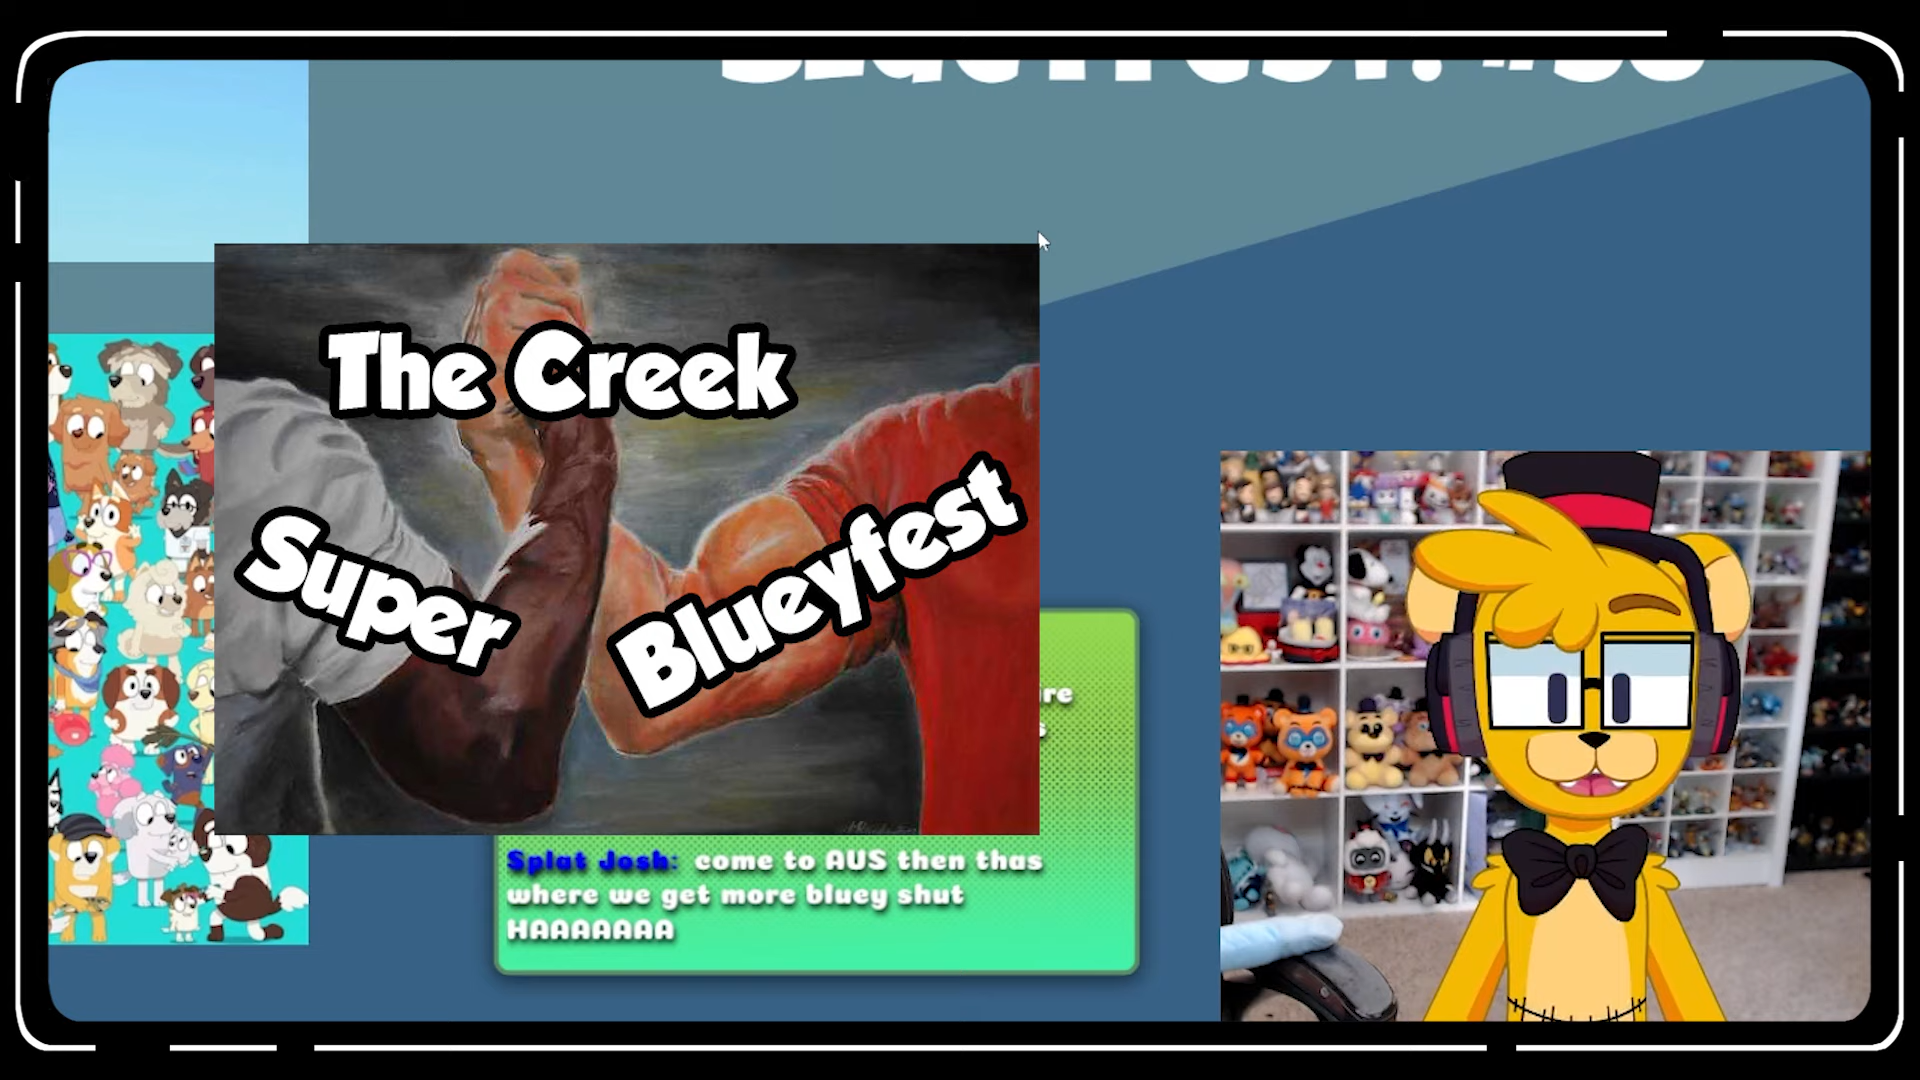 The Creek
Super
Blueyfest
Splat Josh: come to AUS then thas
where we get more bluey shut
HAAAAAAA